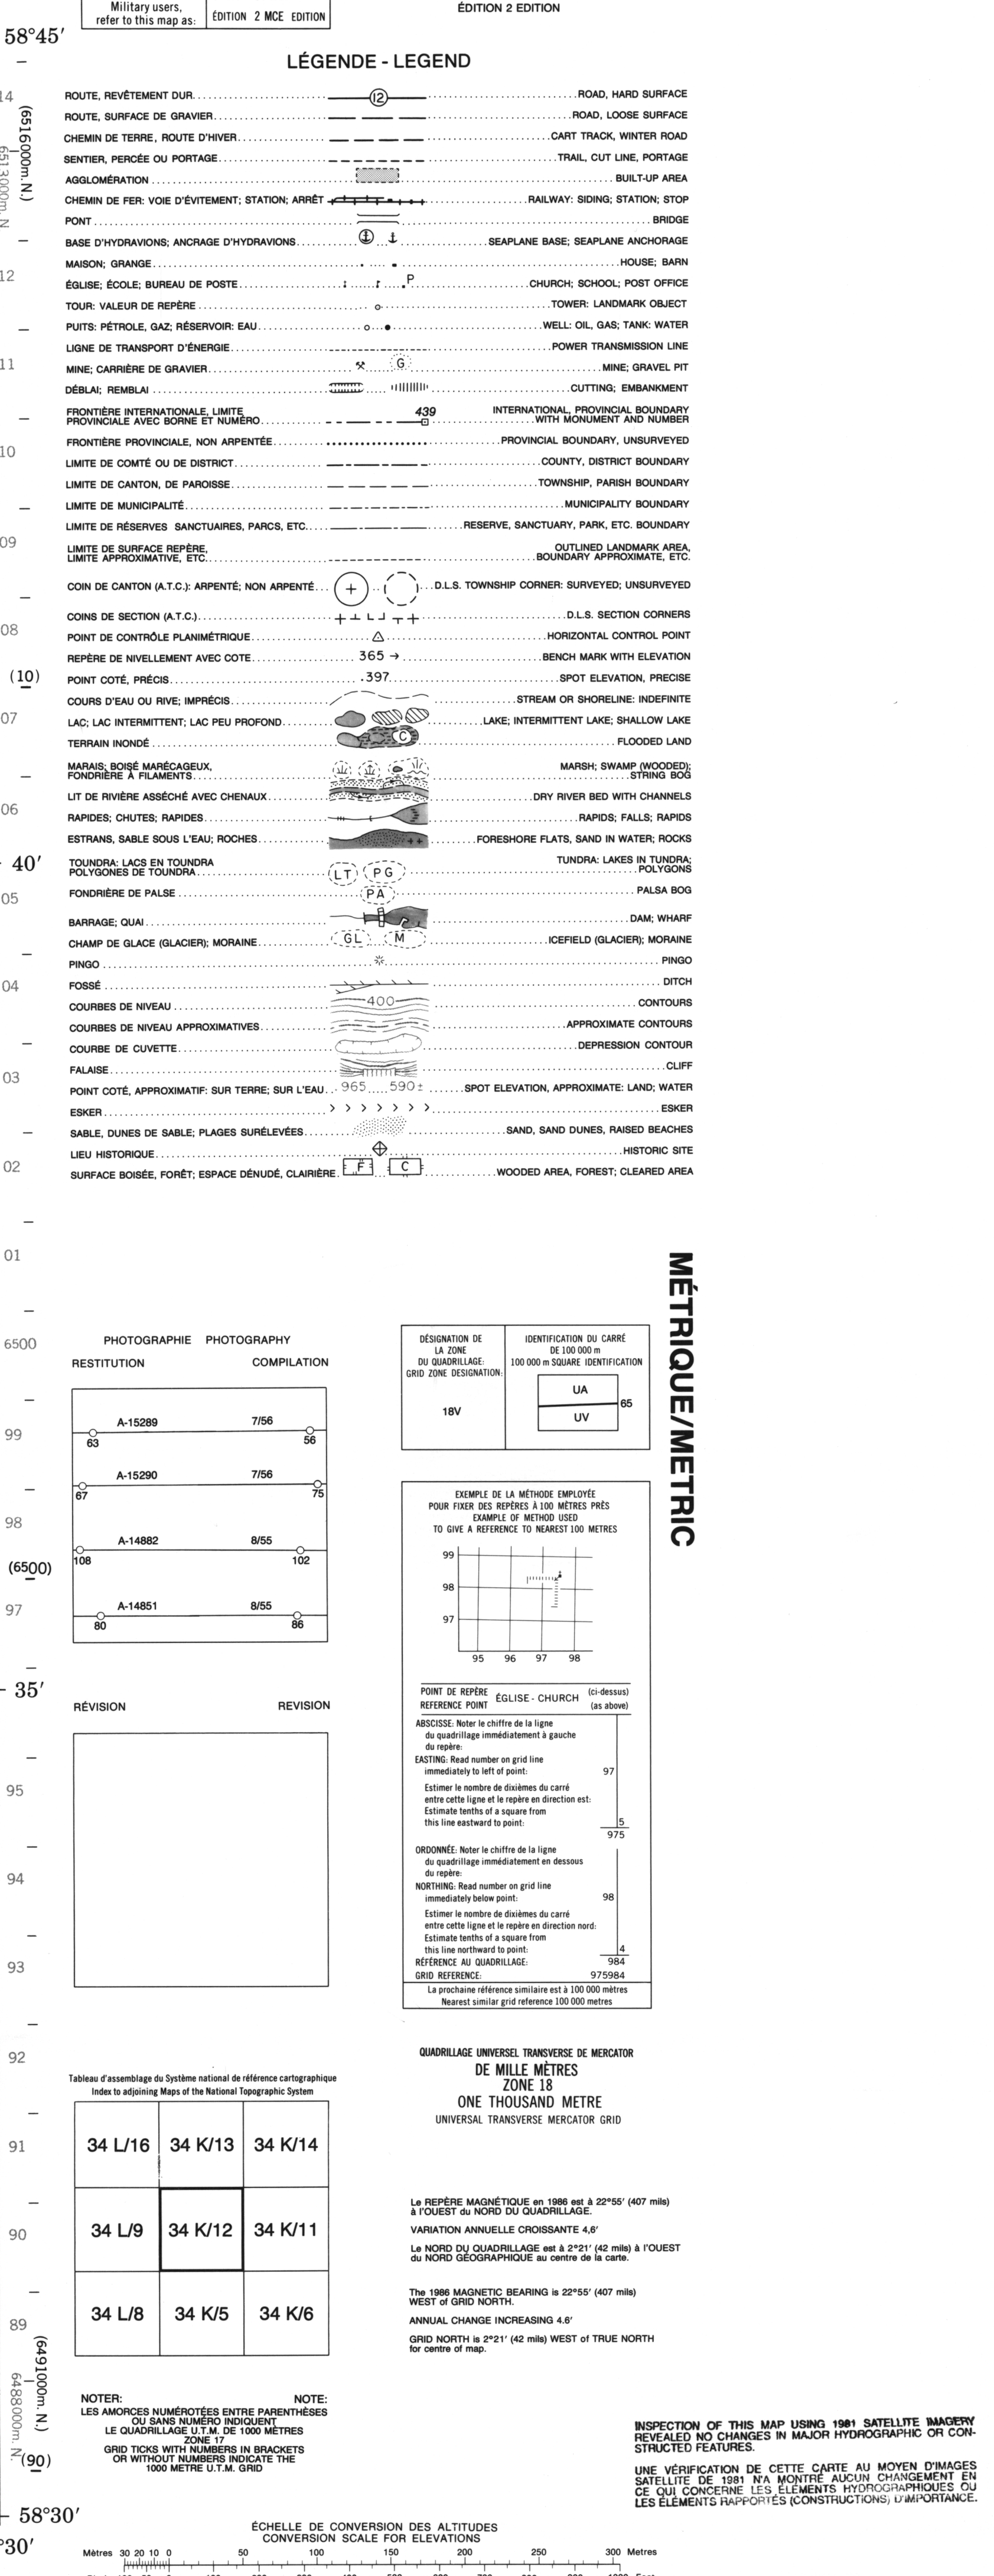 Military users,
refer to this map as:
ÉDITION 2 MCE EDITION
ÉDITION 2 EDITION
58°45′
LÉGENDE - LEGEND
ROUTE, REVÊTEMENT DUR 12 ROAD, HARD SURFACE
ROUTE, SURFACE DE GRAVIER ROAD, LOOSE SURFACE
CHEMIN DE TERRE, ROUTE D'HIVER CART TRACK, WINTER ROAD
SENTIER, PERCÉE OU PORTAGE TRAIL, CUT LINE, PORTAGE
AGGLOMÉRATION BUILT-UP AREA
CHEMIN DE FER: VOIE D'ÉVITEMENT; STATION; ARRÊT RAILWAY: SIDING; STATION; STOP
PONT BRIDGE
BASE D'HYDRAVIONS; ANCRAGE D'HYDRAVIONS SEAPLANE BASE; SEAPLANE ANCHORAGE
MAISON; GRANGE HOUSE; BARN
ÉGLISE; ÉCOLE; BUREAU DE POSTE P CHURCH; SCHOOL; POST OFFICE
TOUR: VALEUR DE REPÈRE TOWER: LANDMARK OBJECT
PUITS: PÉTROLE, GAZ; RÉSERVOIR: EAU WELL: OIL, GAS; TANK: WATER
LIGNE DE TRANSPORT D'ÉNERGIE POWER TRANSMISSION LINE
MINE; CARRIÈRE DE GRAVIER G MINE; GRAVEL PIT
DÉBLAI; REMBLAI CUTTING; EMBANKMENT
FRONTIÈRE INTERNATIONALE, LIMITE 439 INTERNATIONAL, PROVINCIAL BOUNDARY
PROVINCIALE AVEC BORNE ET NUMÉRO WITH MONUMENT AND NUMBER
FRONTIÈRE PROVINCIALE, NON ARPENTÉE PROVINCIAL BOUNDARY, UNSURVEYED
LIMITE DE COMTÉ OU DE DISTRICT COUNTY, DISTRICT BOUNDARY
LIMITE DE CANTON, DE PAROISSE TOWNSHIP, PARISH BOUNDARY
LIMITE DE MUNICIPALITÉ MUNICIPALITY BOUNDARY
LIMITE DE RÉSERVES SANCTUAIRES, PARCS, ETC. RESERVE, SANCTUARY, PARK, ETC. BOUNDARY
LIMITE DE SURFACE REPÈRE, OUTLINED LANDMARK AREA,
LIMITE APPROXIMATIVE, ETC. BOUNDARY APPROXIMATE, ETC.
COIN DE CANTON (A.T.C.): ARPENTÉ; NON ARPENTÉ D.L.S. TOWNSHIP CORNER: SURVEYED; UNSURVEYED
COINS DE SECTION (A.T.C.) D.L.S. SECTION CORNERS
POINT DE CONTRÔLE PLANIMÉTRIQUE HORIZONTAL CONTROL POINT
REPÈRE DE NIVELLEMENT AVEC COTE 365 → BENCH MARK WITH ELEVATION
POINT COTÉ, PRÉCIS .397 SPOT ELEVATION, PRECISE
COURS D'EAU OU RIVE; IMPRÉCIS STREAM OR SHORELINE: INDEFINITE
LAC; LAC INTERMITTENT; LAC PEU PROFOND LAKE; INTERMITTENT LAKE; SHALLOW LAKE
TERRAIN INONDÉ C FLOODED LAND
MARAIS; BOISÉ MARÉCAGEUX, MARSH; SWAMP (WOODED);
FONDRIÈRE À FILAMENTS STRING BOG
LIT DE RIVIÈRE ASSÉCHÉ AVEC CHENAUX DRY RIVER BED WITH CHANNELS
RAPIDES; CHUTES; RAPIDES RAPIDS; FALLS; RAPIDS
ESTRANS, SABLE SOUS L'EAU; ROCHES FORESHORE FLATS, SAND IN WATER; ROCKS
TOUNDRA: LACS EN TOUNDRA TUNDRA: LAKES IN TUNDRA;
POLYGONES DE TOUNDRA LT PG POLYGONS
FONDRIÈRE DE PALSE PA PALSA BOG
BARRAGE; QUAI DAM; WHARF
CHAMP DE GLACE (GLACIER); MORAINE GL M ICEFIELD (GLACIER); MORAINE
PINGO PINGO
FOSSÉ DITCH
COURBES DE NIVEAU 400 CONTOURS
COURBES DE NIVEAU APPROXIMATIVES APPROXIMATE CONTOURS
COURBE DE CUVETTE DEPRESSION CONTOUR
FALAISE CLIFF
POINT COTÉ, APPROXIMATIF: SUR TERRE; SUR L'EAU 965 590± SPOT ELEVATION, APPROXIMATE: LAND; WATER
ESKER ESKER
SABLE, DUNES DE SABLE; PLAGES SURÉLEVÉES SAND, SAND DUNES, RAISED BEACHES
LIEU HISTORIQUE HISTORIC SITE
SURFACE BOISÉE, FORÊT; ESPACE DÉNUDÉ, CLAIRIÈRE F C WOODED AREA, FOREST; CLEARED AREA
14
(6516000m.N.)
6513000m. N
12
11
10
09
08
(10)
07
06
40′
05
04
03
02
01
6500
99
98
(6500)
97
35′
95
94
93
92
91
90
89
(6491000m. N.)
6488000m. N
(90)
58°30′
°30′
MÉTRIQUE/METRIC
PHOTOGRAPHIE PHOTOGRAPHY
RESTITUTION COMPILATION
A-15289 7/56
63 56
A-15290 7/56
67 75
A-14882 8/55
108 102
A-14851 8/55
80 86
RÉVISION REVISION
DÉSIGNATION DE
LA ZONE
DU QUADRILLAGE:
GRID ZONE DESIGNATION:
18V
IDENTIFICATION DU CARRÉ
DE 100 000 m
100 000 m SQUARE IDENTIFICATION
UA
65
UV
EXEMPLE DE LA MÉTHODE EMPLOYÉE
POUR FIXER DES REPÈRES À 100 MÈTRES PRÈS
EXAMPLE OF METHOD USED
TO GIVE A REFERENCE TO NEAREST 100 METRES
99
98
97
95 96 97 98
POINT DE REPÈRE ÉGLISE - CHURCH (ci-dessus)
REFERENCE POINT (as above)
ABSCISSE: Noter le chiffre de la ligne
du quadrillage immédiatement à gauche
du repère:
EASTING: Read number on grid line
immediately to left of point: 97
Estimer le nombre de dixièmes du carré
entre cette ligne et le repère en direction est:
Estimate tenths of a square from
this line eastward to point: 5
975
ORDONNÉE: Noter le chiffre de la ligne
du quadrillage immédiatement en dessous
du repère:
NORTHING: Read number on grid line
immediately below point: 98
Estimer le nombre de dixièmes du carré
entre cette ligne et le repère en direction nord:
Estimate tenths of a square from
this line northward to point: 4
RÉFÉRENCE AU QUADRILLAGE: 984
GRID REFERENCE: 975984
La prochaine référence similaire est à 100 000 mètres
Nearest similar grid reference 100 000 metres
QUADRILLAGE UNIVERSEL TRANSVERSE DE MERCATOR
DE MILLE MÈTRES
ZONE 18
ONE THOUSAND METRE
UNIVERSAL TRANSVERSE MERCATOR GRID
Tableau d'assemblage du Système national de référence cartographique
Index to adjoining Maps of the National Topographic System
34 L/16 34 K/13 34 K/14
34 L/9 34 K/12 34 K/11
34 L/8 34 K/5 34 K/6
Le REPÈRE MAGNÉTIQUE en 1986 est à 22°55′ (407 mils)
à l'OUEST du NORD DU QUADRILLAGE.
VARIATION ANNUELLE CROISSANTE 4,6′
Le NORD DU QUADRILLAGE est à 2°21′ (42 mils) à l'OUEST
du NORD GÉOGRAPHIQUE au centre de la carte.
The 1986 MAGNETIC BEARING is 22°55′ (407 mils)
WEST of GRID NORTH.
ANNUAL CHANGE INCREASING 4.6′
GRID NORTH is 2°21′ (42 mils) WEST of TRUE NORTH
for centre of map.
NOTER: NOTE:
LES AMORCES NUMÉROTÉES ENTRE PARENTHÈSES
OU SANS NUMÉRO INDIQUENT
LE QUADRILLAGE U.T.M. DE 1000 MÈTRES
ZONE 17
GRID TICKS WITH NUMBERS IN BRACKETS
OR WITHOUT NUMBERS INDICATE THE
1000 METRE U.T.M. GRID
INSPECTION OF THIS MAP USING 1981 SATELLITE IMAGERY
REVEALED NO CHANGES IN MAJOR HYDROGRAPHIC OR CON-
STRUCTED FEATURES.
UNE VÉRIFICATION DE CETTE CARTE AU MOYEN D'IMAGES
SATELLITE DE 1981 N'A MONTRÉ AUCUN CHANGEMENT EN
CE QUI CONCERNE LES ÉLÉMENTS HYDROGRAPHIQUES OU
LES ÉLÉMENTS RAPPORTÉS (CONSTRUCTIONS) D'IMPORTANCE.
ÉCHELLE DE CONVERSION DES ALTITUDES
CONVERSION SCALE FOR ELEVATIONS
Mètres 30 20 10 0 50 100 150 200 250 300 Metres